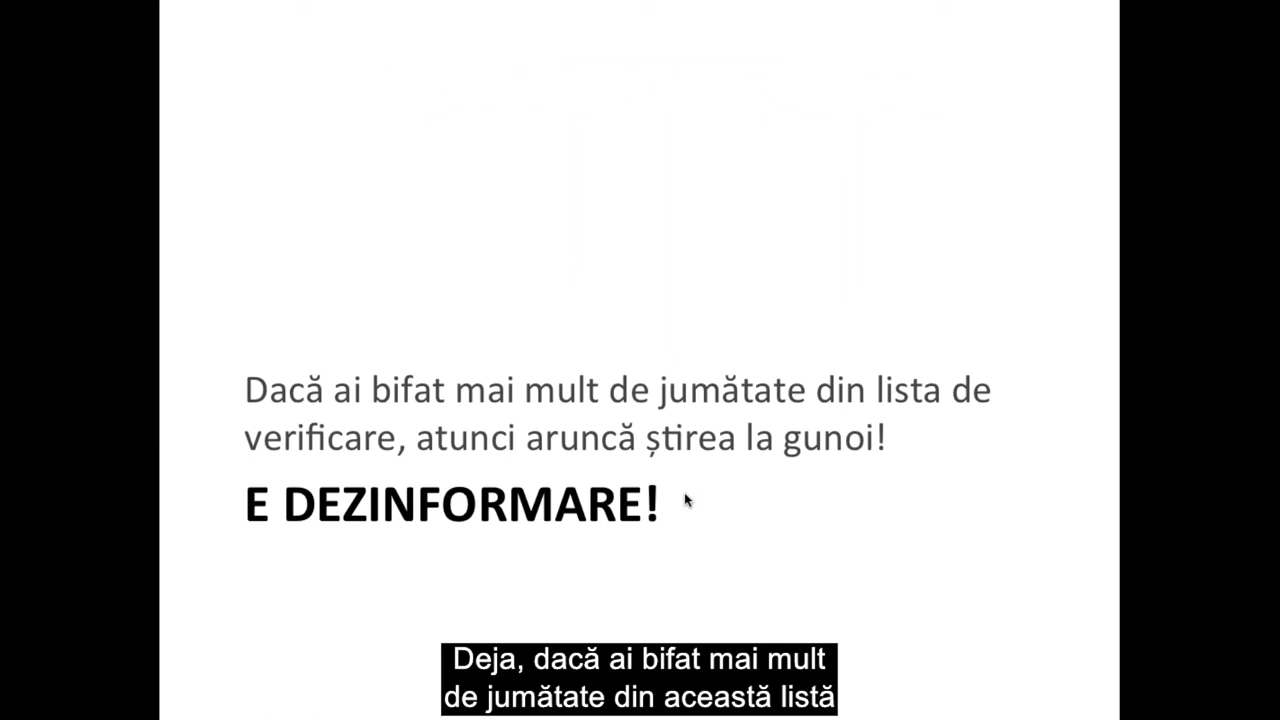 Dacă ai bifat mai mult de jumătate din lista de
verificare, atunci aruncă știrea la gunoi!
E DEZINFORMARE!
Deja, dacă ai bifat mai mult
de jumătate din această listă